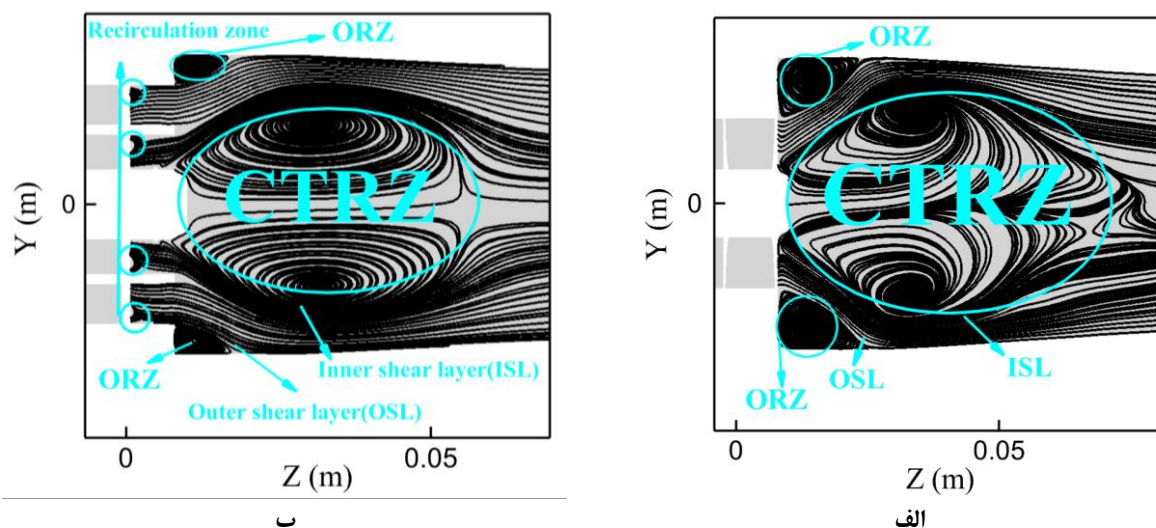 Recirculation zone
ORZ
CTRZ
Y (m)
0
Inner shear layer(ISL)
ORZ
Outer shear layer(OSL)
0
0.05
Z (m)
ب
ORZ
CTRZ
Y (m)
0
ISL
OSL
ORZ
0
0.05
Z (m)
الف